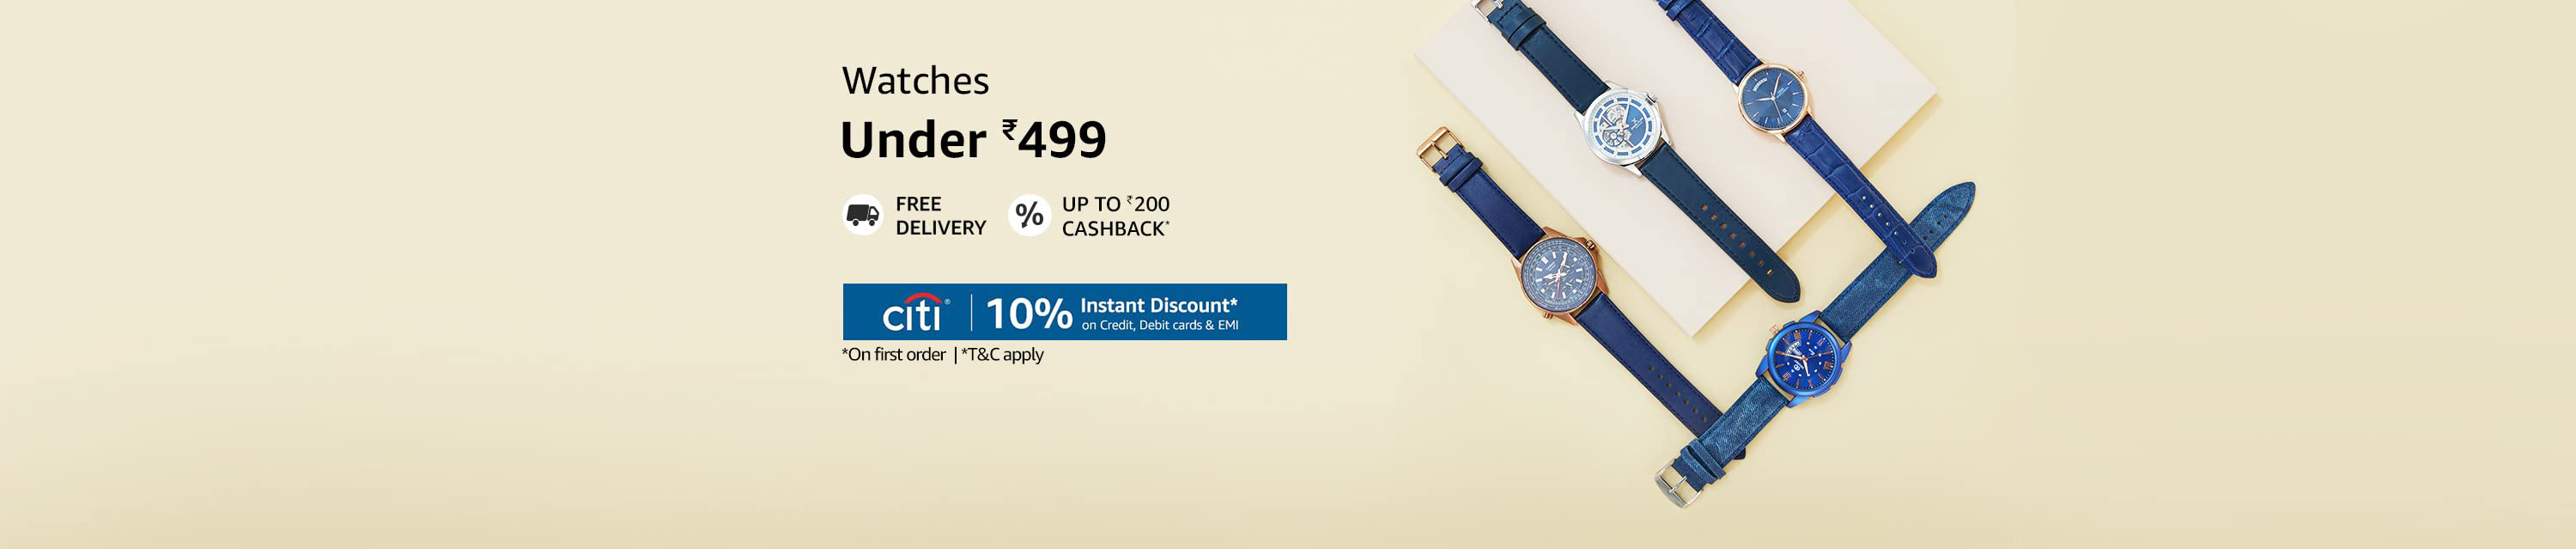 Watches
Under ₹499
FREE
DELIVERY
UP TO ₹200
CASHBACK*
%
citi® | 10% Instant Discount*
on Credit, Debit cards & EMI
*On first order | *T&C apply